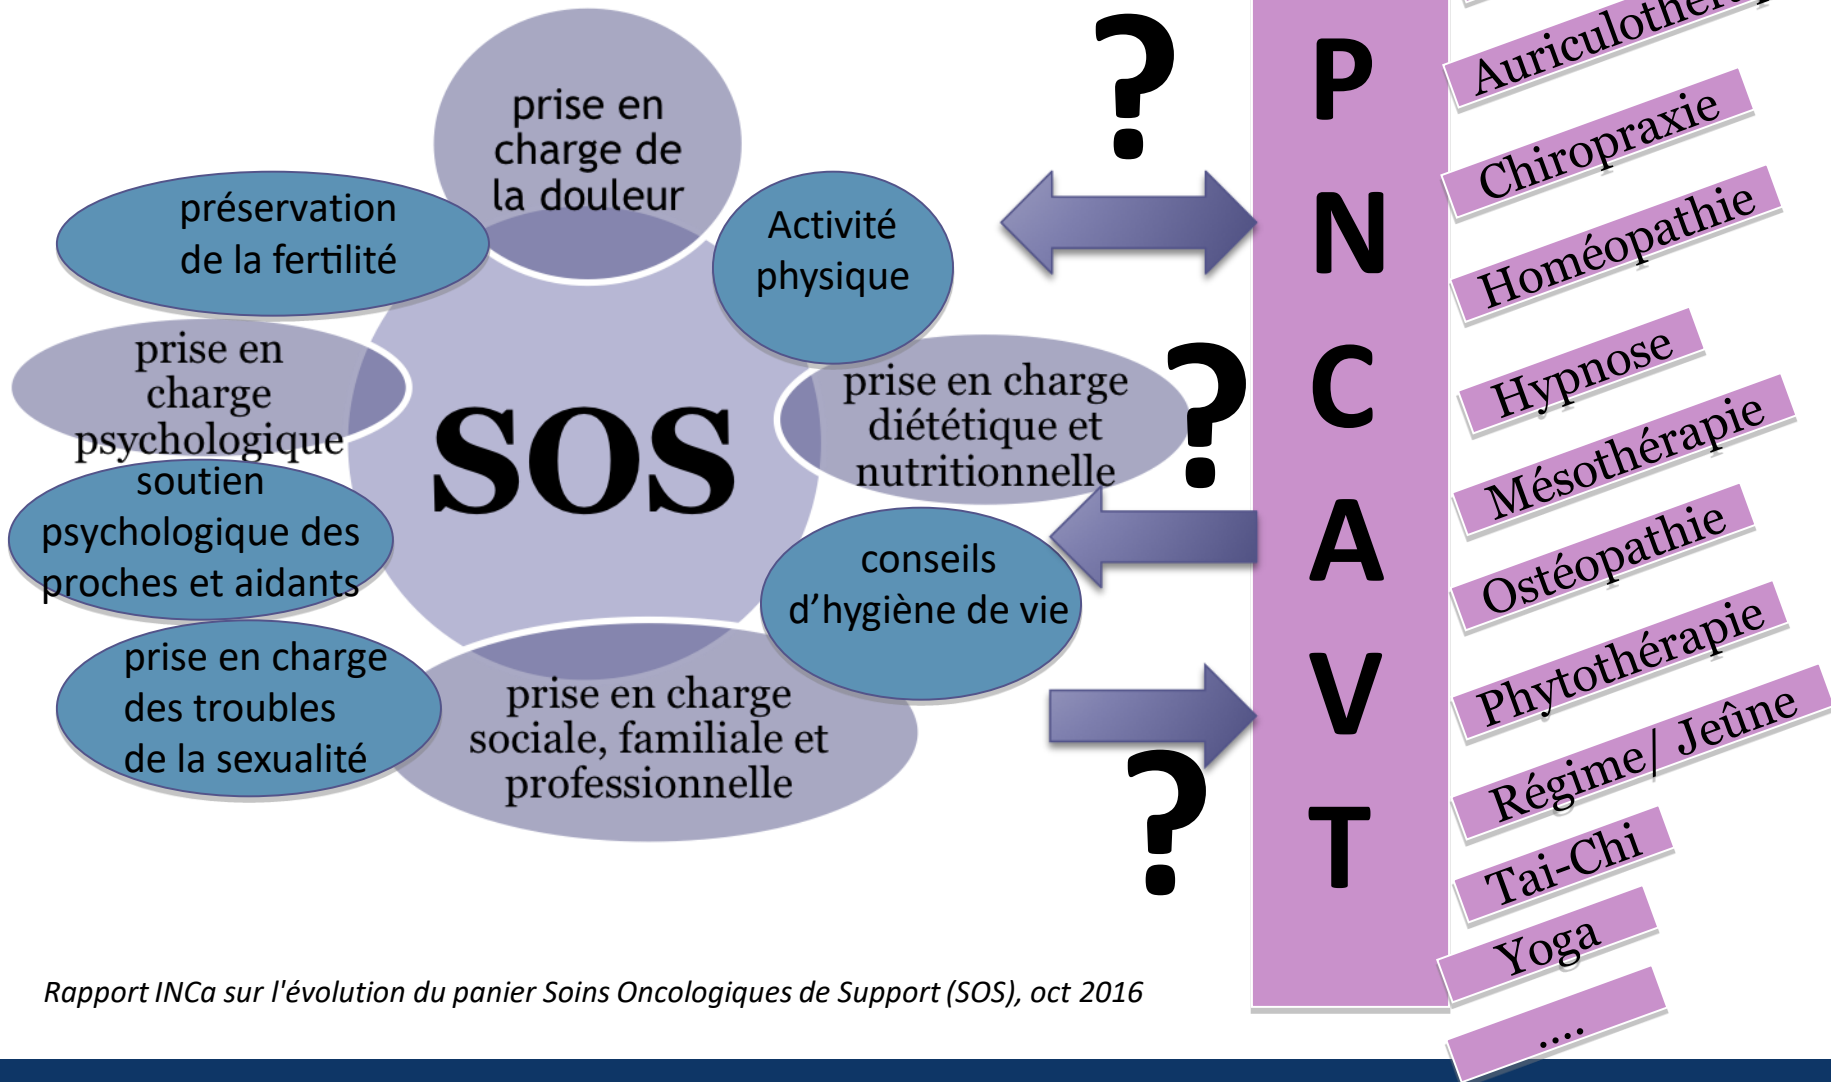 prise en
charge de
la douleur
préservation
de la fertilité
Activité
physique
prise en
charge
psychologique
SOS
prise en charge
diététique et
nutritionnelle
soutien
psychologique des
proches et aidants
conseils
d'hygiène de vie
prise en charge
des troubles
de la sexualité
prise en charge
sociale, familiale et
professionnelle
?
?
?
P
N
C
A
V
T
Chiropraxie
Homéopathie
Hypnose
Mésothérapie
Ostéopathie
Phytothérapie
Régime/ Jeûne
Tai-Chi
Yoga
....
Rapport INCa sur l'évolution du panier Soins Oncologiques de Support (SOS), oct 2016